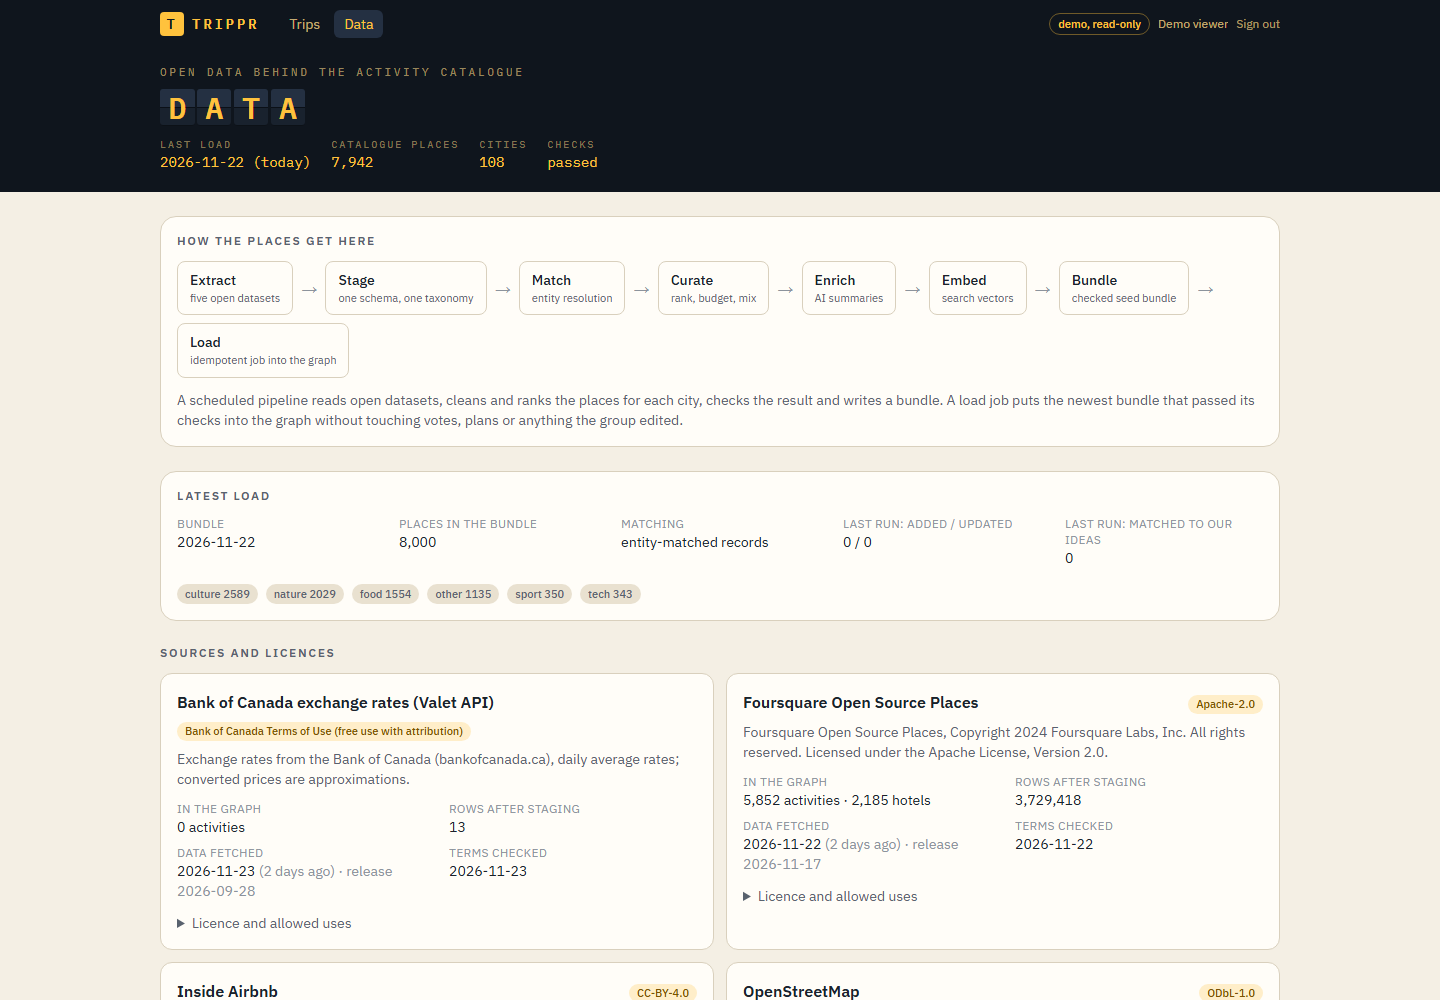 T TRIPPR Trips Data demo, read-only Demo viewer Sign out
OPEN DATA BEHIND THE ACTIVITY CATALOGUE
DATA
LAST LOAD CATALOGUE PLACES CITIES CHECKS
2026-11-22 (today) 7,942 108 passed
HOW THE PLACES GET HERE
Extract → Stage → Match → Curate → Enrich → Embed → Bundle →
five open datasets one schema, one taxonomy entity resolution rank, budget, mix AI summaries search vectors checked seed bundle
Load
idempotent job into the graph
A scheduled pipeline reads open datasets, cleans and ranks the places for each city, checks the result and writes a bundle. A load job puts the newest bundle that passed its
checks into the graph without touching votes, plans or anything the group edited.
LATEST LOAD
BUNDLE PLACES IN THE BUNDLE MATCHING LAST RUN: ADDED / UPDATED LAST RUN: MATCHED TO OUR
IDEAS
2026-11-22 8,000 entity-matched records 0 / 0
0
culture 2589 nature 2029 food 1554 other 1135 sport 350 tech 343
SOURCES AND LICENCES
Bank of Canada exchange rates (Valet API)
Bank of Canada Terms of Use (free use with attribution)
Exchange rates from the Bank of Canada (bankofcanada.ca), daily average rates;
converted prices are approximations.
IN THE GRAPH ROWS AFTER STAGING
0 activities 13
DATA FETCHED TERMS CHECKED
2026-11-23 (2 days ago) · release 2026-11-23
2026-09-28
Licence and allowed uses
Foursquare Open Source Places Apache-2.0
Foursquare Open Source Places, Copyright 2024 Foursquare Labs, Inc. All rights
reserved. Licensed under the Apache License, Version 2.0.
IN THE GRAPH ROWS AFTER STAGING
5,852 activities · 2,185 hotels 3,729,418
DATA FETCHED TERMS CHECKED
2026-11-22 (2 days ago) · release 2026-11-22
2026-11-17
Licence and allowed uses
Inside Airbnb CC-BY-4.0
OpenStreetMap ODbL-1.0